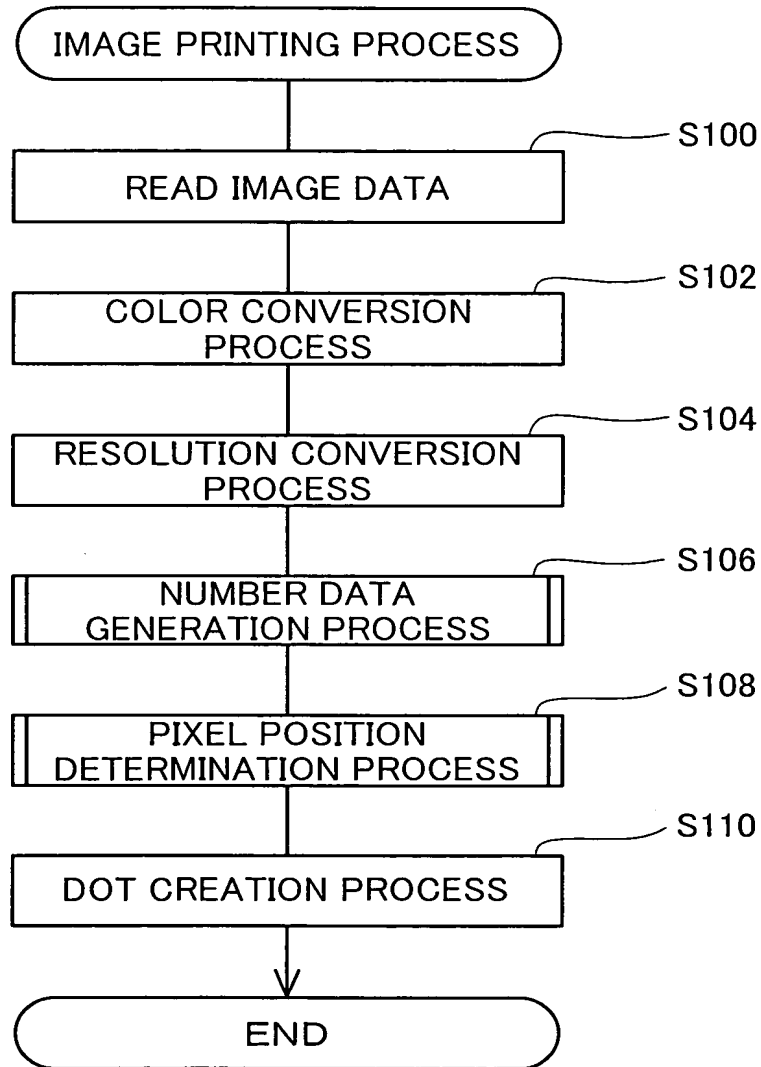 IMAGE PRINTING PROCESS
S100
READ IMAGE DATA
S102
COLOR CONVERSION
PROCESS
S104
RESOLUTION CONVERSION
PROCESS
S106
NUMBER DATA
GENERATION PROCESS
S108
PIXEL POSITION
DETERMINATION PROCESS
S110
DOT CREATION PROCESS
END